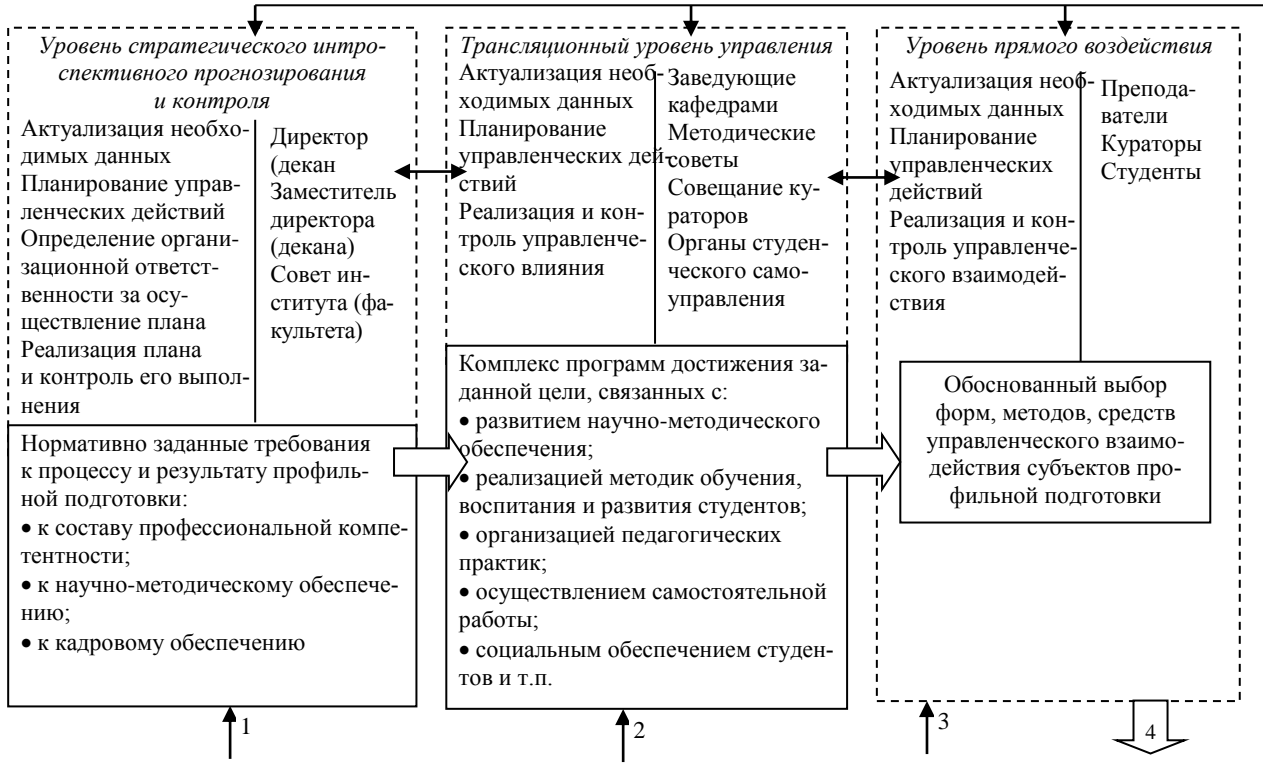 Уровень стратегического интро-
спективного прогнозирования
и контроля
Актуализация необхо-
димых данных
Планирование управ-
ленческих действий
Определение органи-
зационной ответст-
венности за осу-
ществление плана
Реализация плана
и контроль его выпол-
нения
Директор
(декан
Заместитель
директора
(декана)
Совет ин-
ститута (фа-
культета)
Нормативно заданные требования
к процессу и результату профиль-
ной подготовки:
• к составу профессиональной компе-
тентности;
• к научно-методическому обеспече-
нию;
• к кадровому обеспечению
1
Трансляционный уровень управления
Актуализация необ-
ходимых данных
Планирование
управленческих дей-
ствий
Реализация и кон-
троль управленче-
ского влияния
Заведующие
кафедрами
Методические
советы
Совещание ку-
раторов
Органы студен-
ческого само-
управления
Комплекс программ достижения за-
данной цели, связанных с:
• развитием научно-методического
обеспечения;
• реализацией методик обучения,
воспитания и развития студентов;
• организацией педагогических
практик;
• осуществлением самостоятельной
работы;
• социальным обеспечением студен-
тов и т.п.
2
Уровень прямого воздействия
Актуализация необ-
ходимых данных
Планирование
управленческих
действий
Реализация и кон-
троль управленче-
ского взаимодей-
ствия
Препода-
ватели
Кураторы
Студенты
Обоснованный выбор
форм, методов, средств
управленческого взаимо-
действия субъектов про-
фильной подготовки
3
4